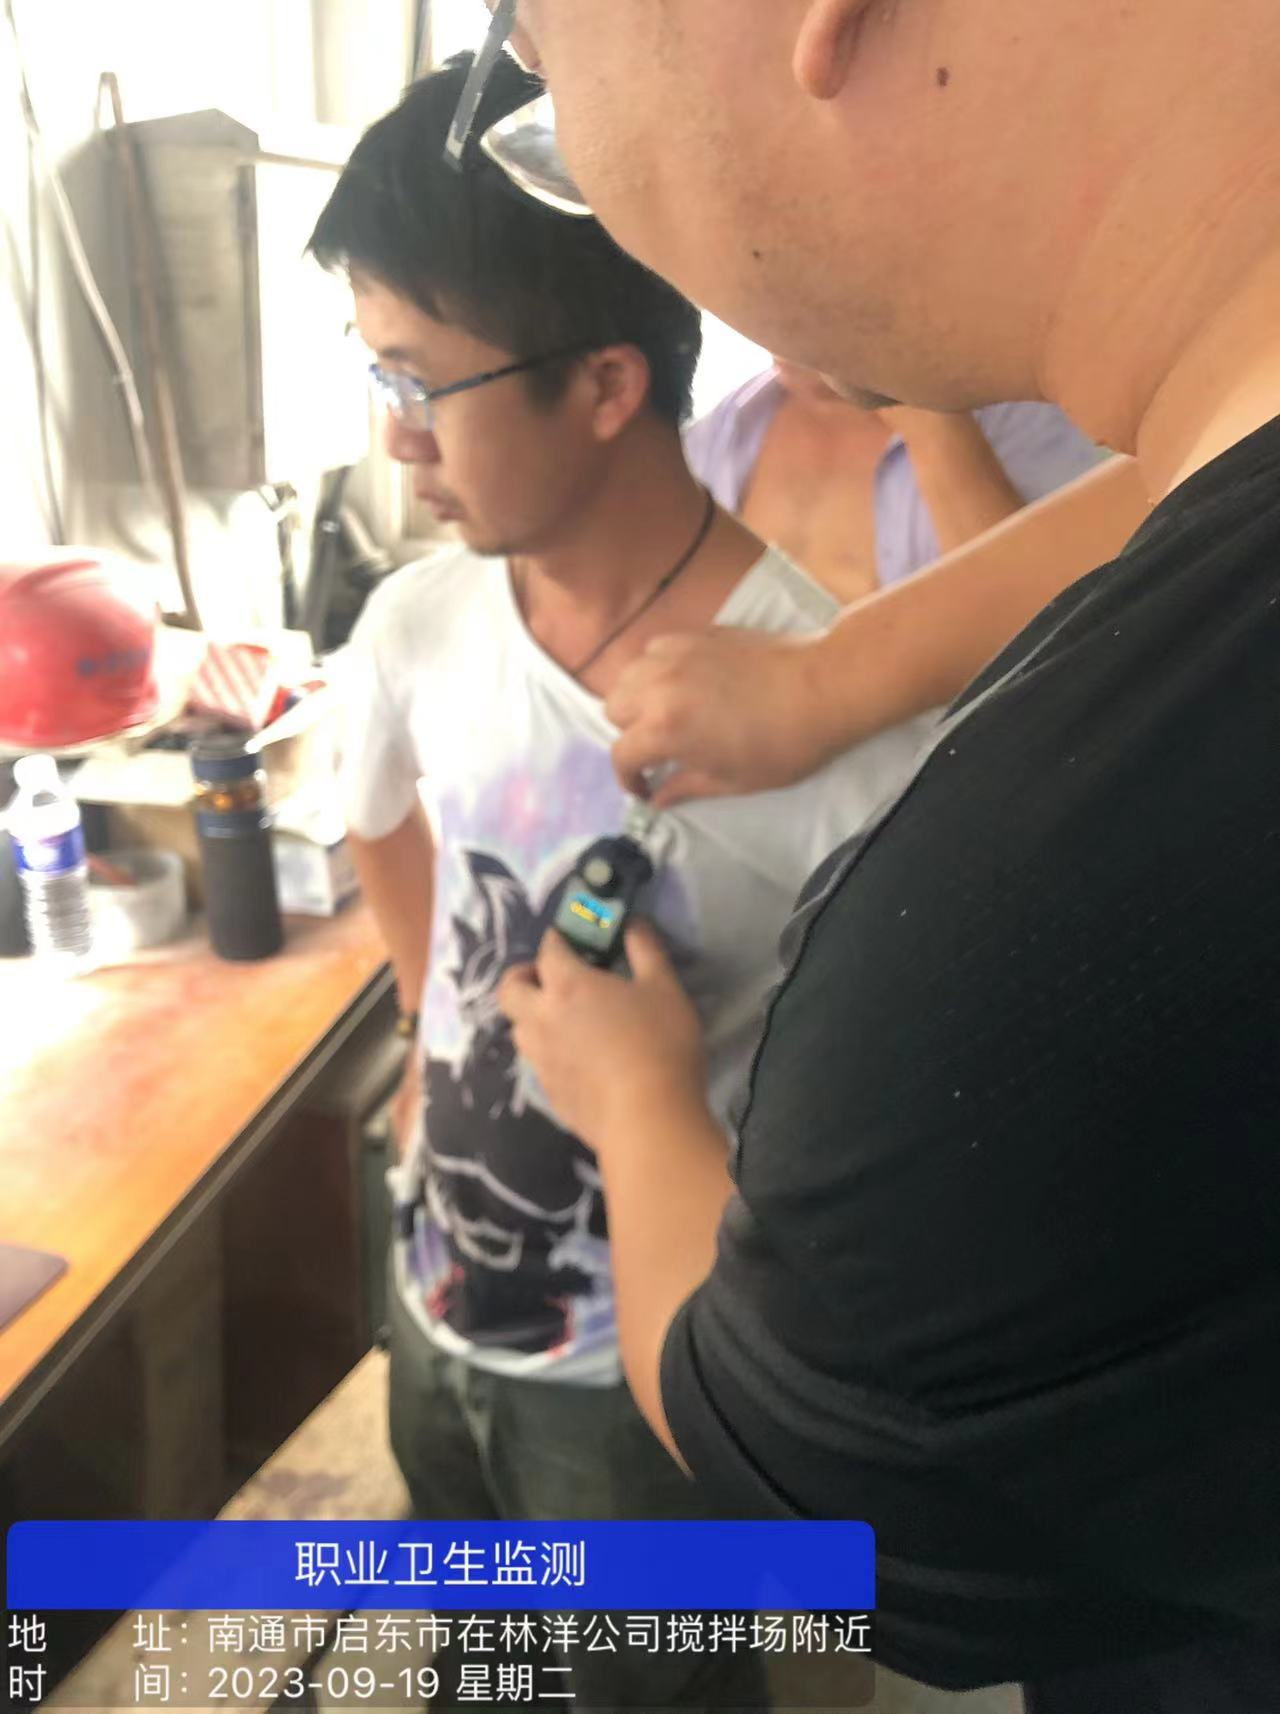 职业卫生监测
地 址：南通市启东市在林洋公司搅拌场附近
时 间：2023-09-19 星期二